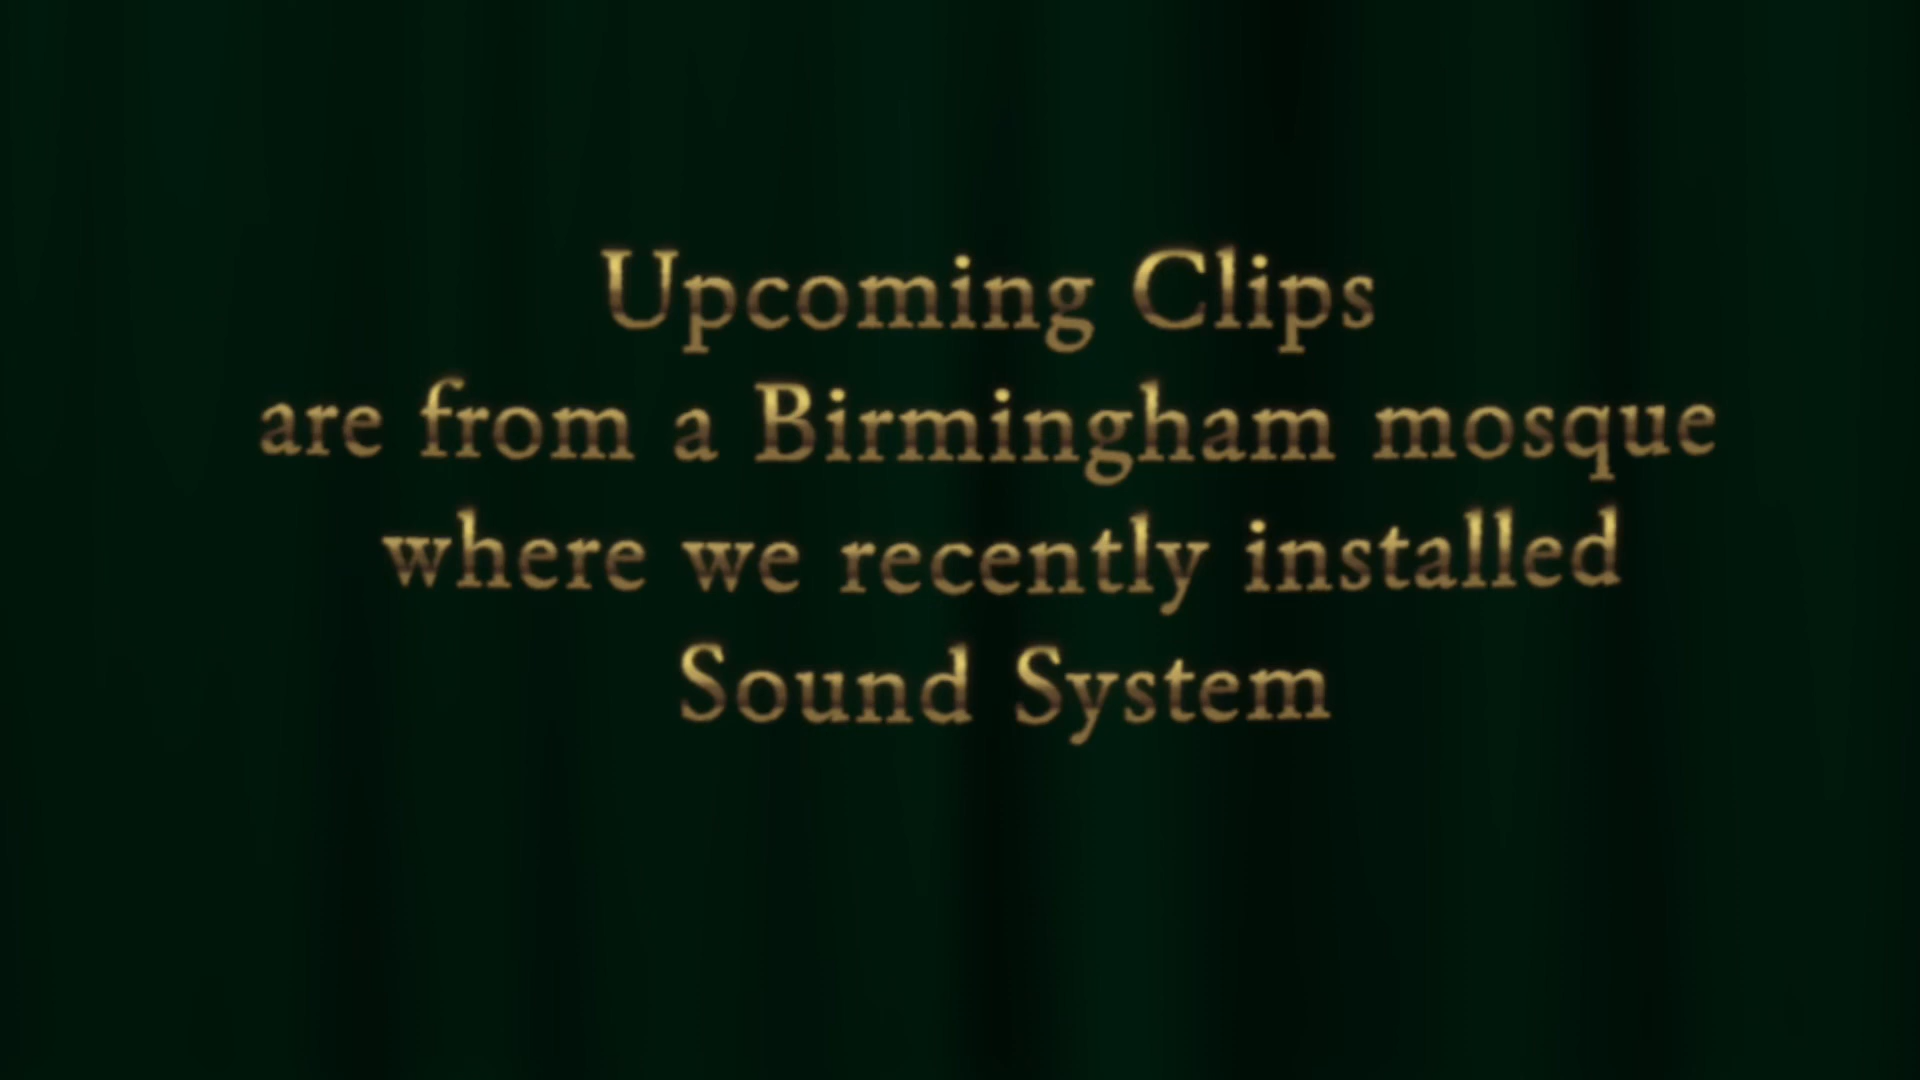 Upcoming Clips
are from a Birmingham mosque
where we recently installed
Sound System